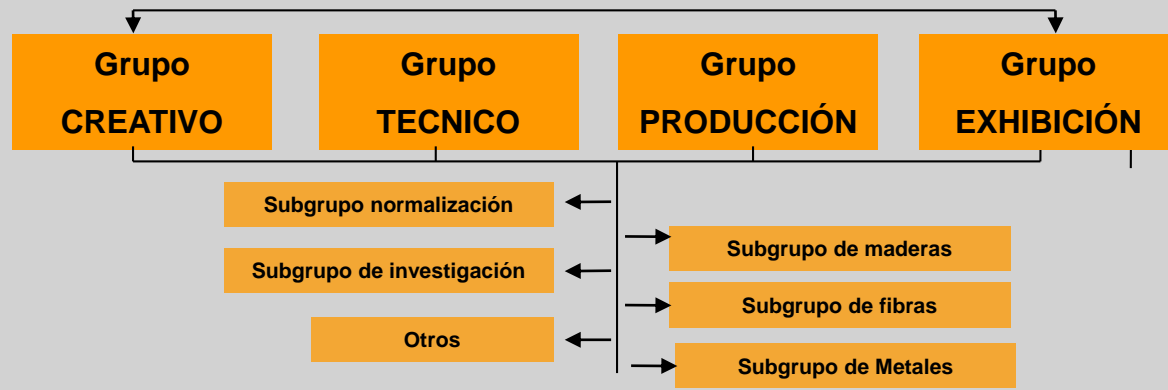 Grupo
CREATIVO
Grupo
TECNICO
Grupo
PRODUCCIÓN
Grupo
EXHIBICIÓN
Subgrupo normalización
Subgrupo de investigación
Otros
Subgrupo de maderas
Subgrupo de fibras
Subgrupo de Metales